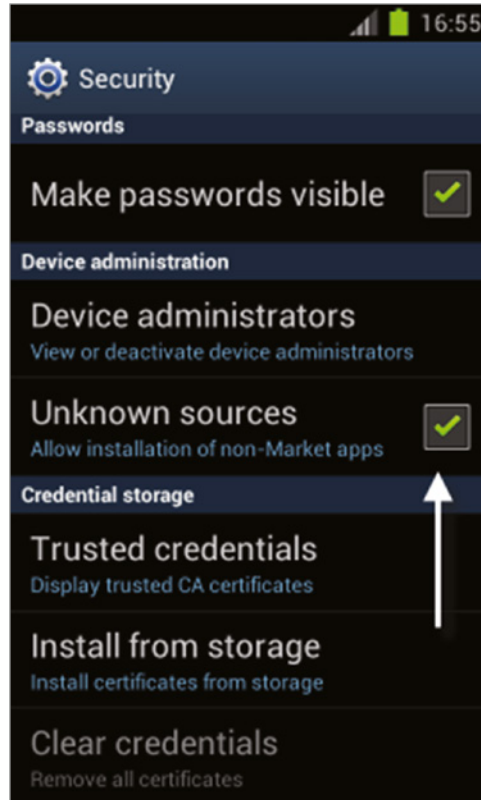 16:55
Security
Passwords
Make passwords visible
Device administration
Device administrators
View or deactivate device administrators
Unknown sources
Allow installation of non-Market apps
Credential storage
Trusted credentials
Display trusted CA certificates
Install from storage
Install certificates from storage
Clear credentials
Remove all certificates